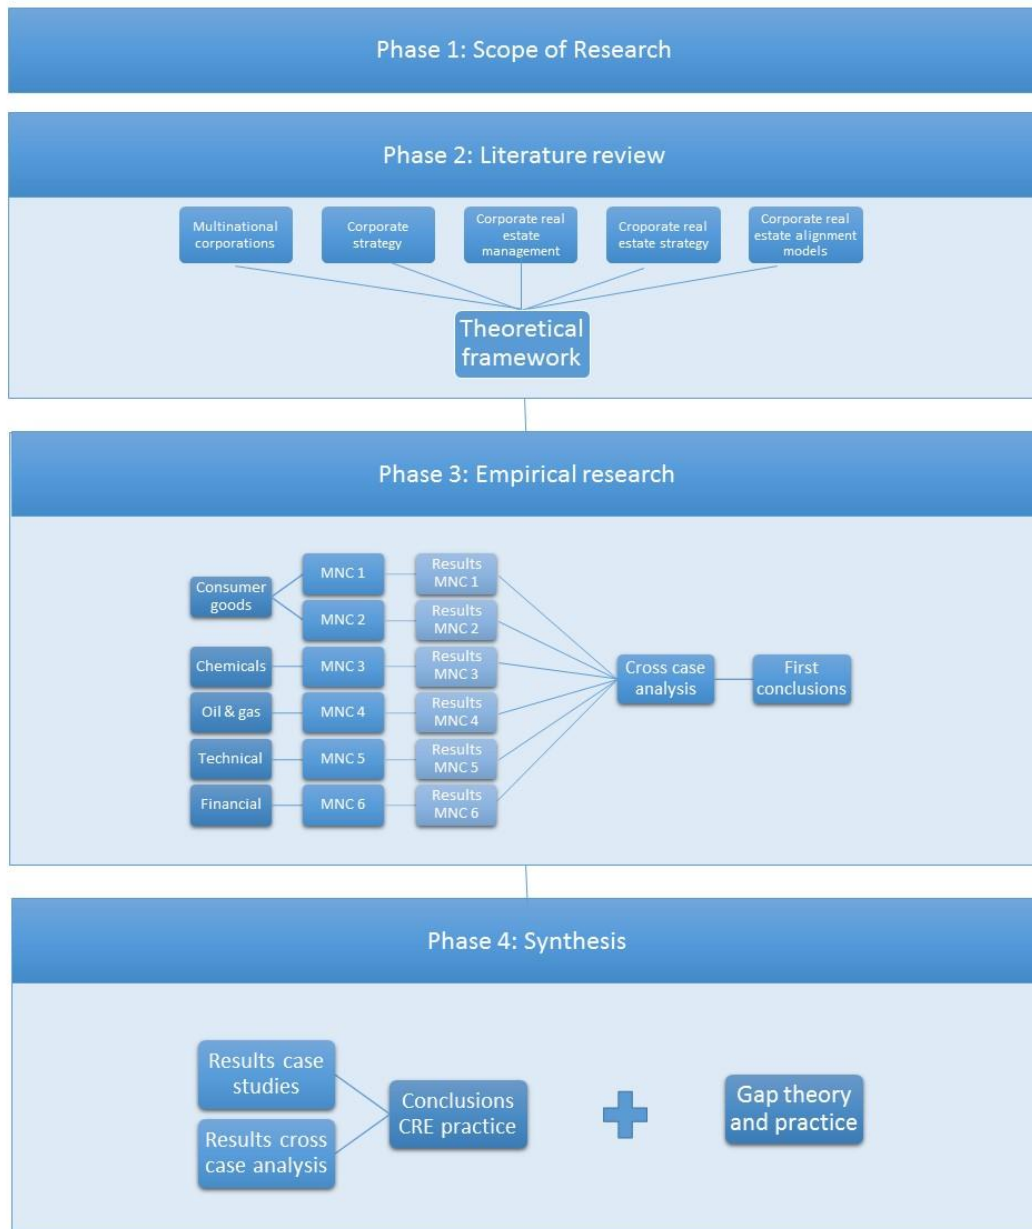 Phase 1: Scope of Research
Phase 2: Literature review
Multinational
corporations
Corporate
strategy
Corporate real
estate
management
Croporate real
estate strategy
Corporate real
estate alignment
models
Theoretical
framework
Phase 3: Empirical research
Consumer
goods
MNC 1
Results
MNC 1
MNC 2
Results
MNC 2
Chemicals
MNC 3
Results
MNC 3
Oil & gas
MNC 4
Results
MNC 4
Technical
MNC 5
Results
MNC 5
Financial
MNC 6
Results
MNC 6
Cross case
analysis
First
conclusions
Phase 4: Synthesis
Results case
studies
Results cross
case analysis
Conclusions
CRE practice
Gap theory
and practice